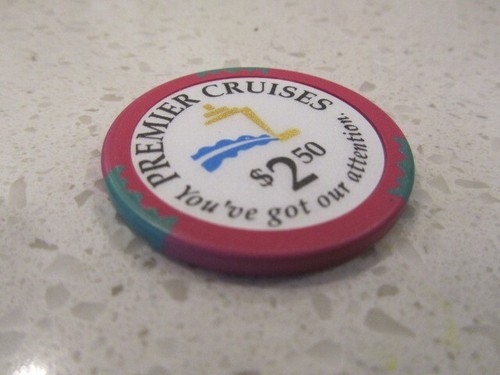 PREMIER CRUISES
$2 50
You've got our attention.